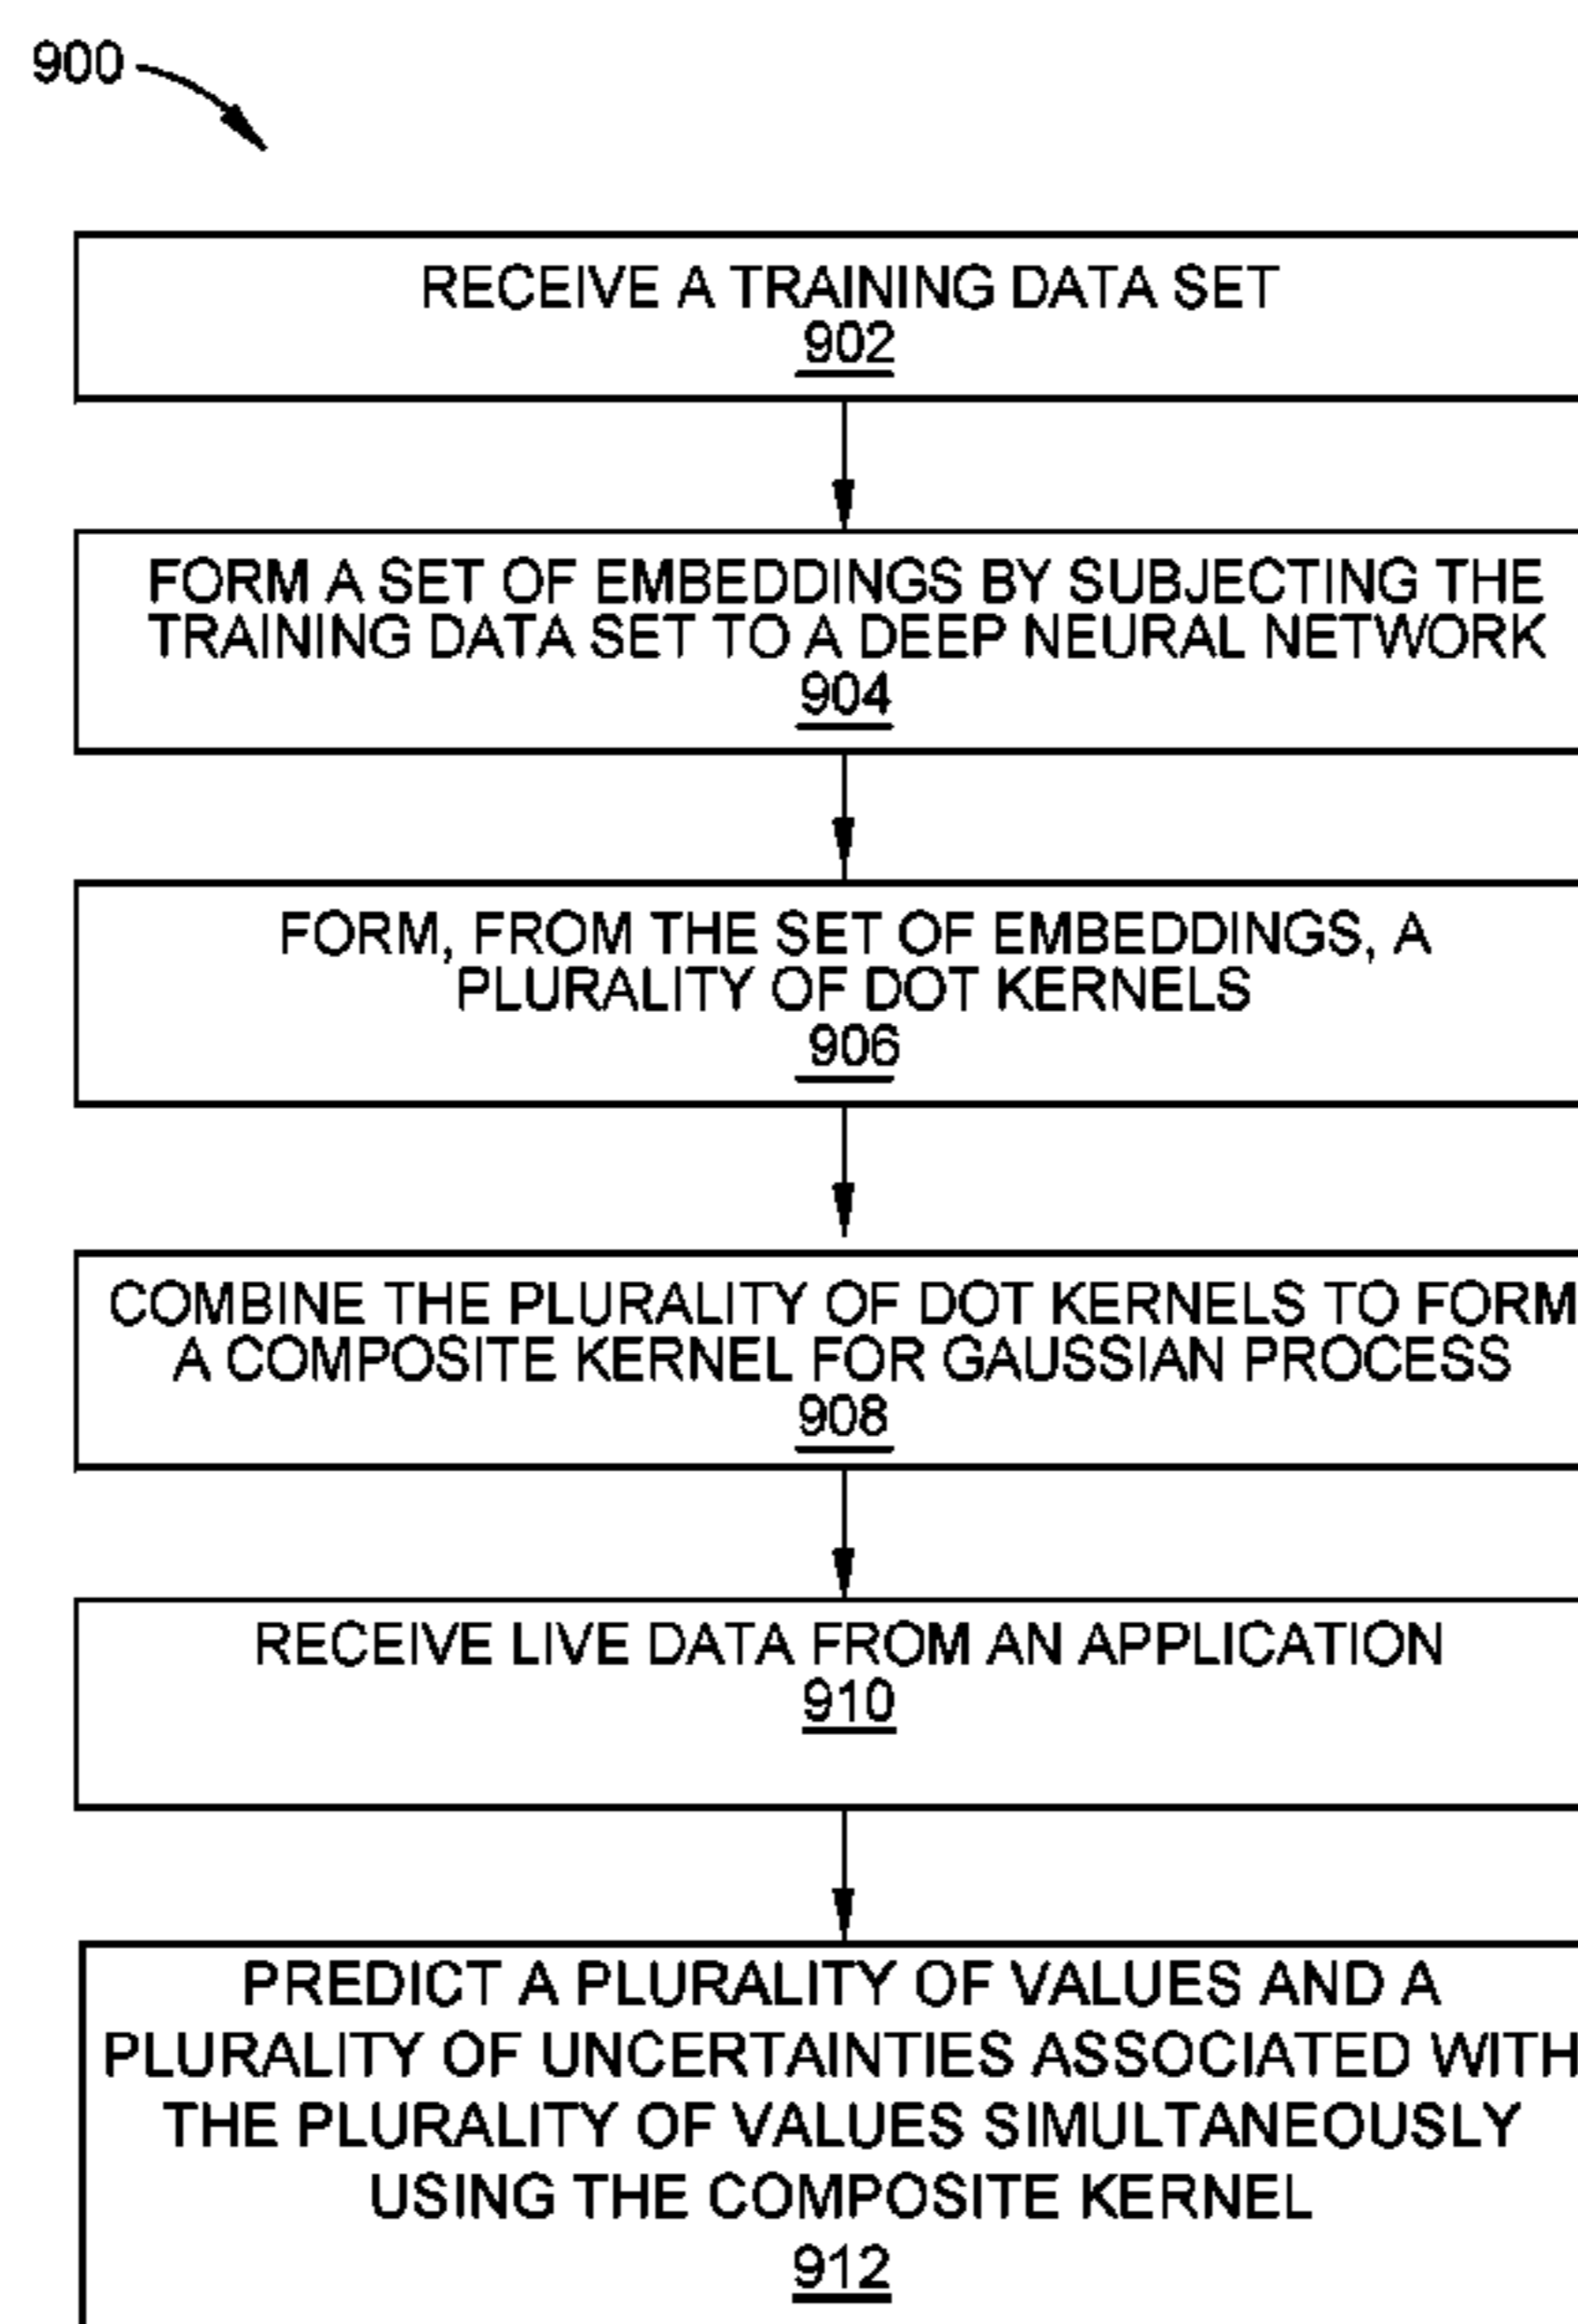 900
RECEIVE A TRAINING DATA SET
902
FORM A SET OF EMBEDDINGS BY SUBJECTING THE
TRAINING DATA SET TO A DEEP NEURAL NETWORK
904
FORM, FROM THE SET OF EMBEDDINGS, A
PLURALITY OF DOT KERNELS
906
COMBINE THE PLURALITY OF DOT KERNELS TO FORM
A COMPOSITE KERNEL FOR GAUSSIAN PROCESS
908
RECEIVE LIVE DATA FROM AN APPLICATION
910
PREDICT A PLURALITY OF VALUES AND A
PLURALITY OF UNCERTAINTIES ASSOCIATED WITH
THE PLURALITY OF VALUES SIMULTANEOUSLY
USING THE COMPOSITE KERNEL
912